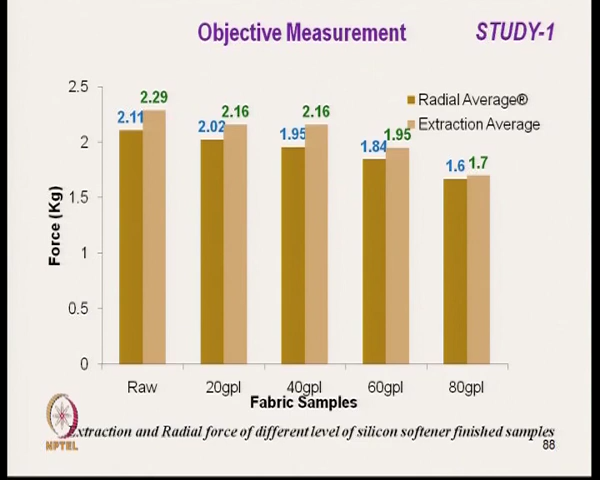 Objective Measurement
STUDY-1
Radial Average®
Extraction Average
Force (Kg)
2.5
2
1.5
1
0.5
0
2.11 2.29
2.02 2.16
1.95 2.16
1.84 1.95
1.6 1.7
Raw 20gpl 40gpl 60gpl 80gpl
Fabric Samples
Extraction and Radial force of different level of silicon softener finished samples
NPTEL
88